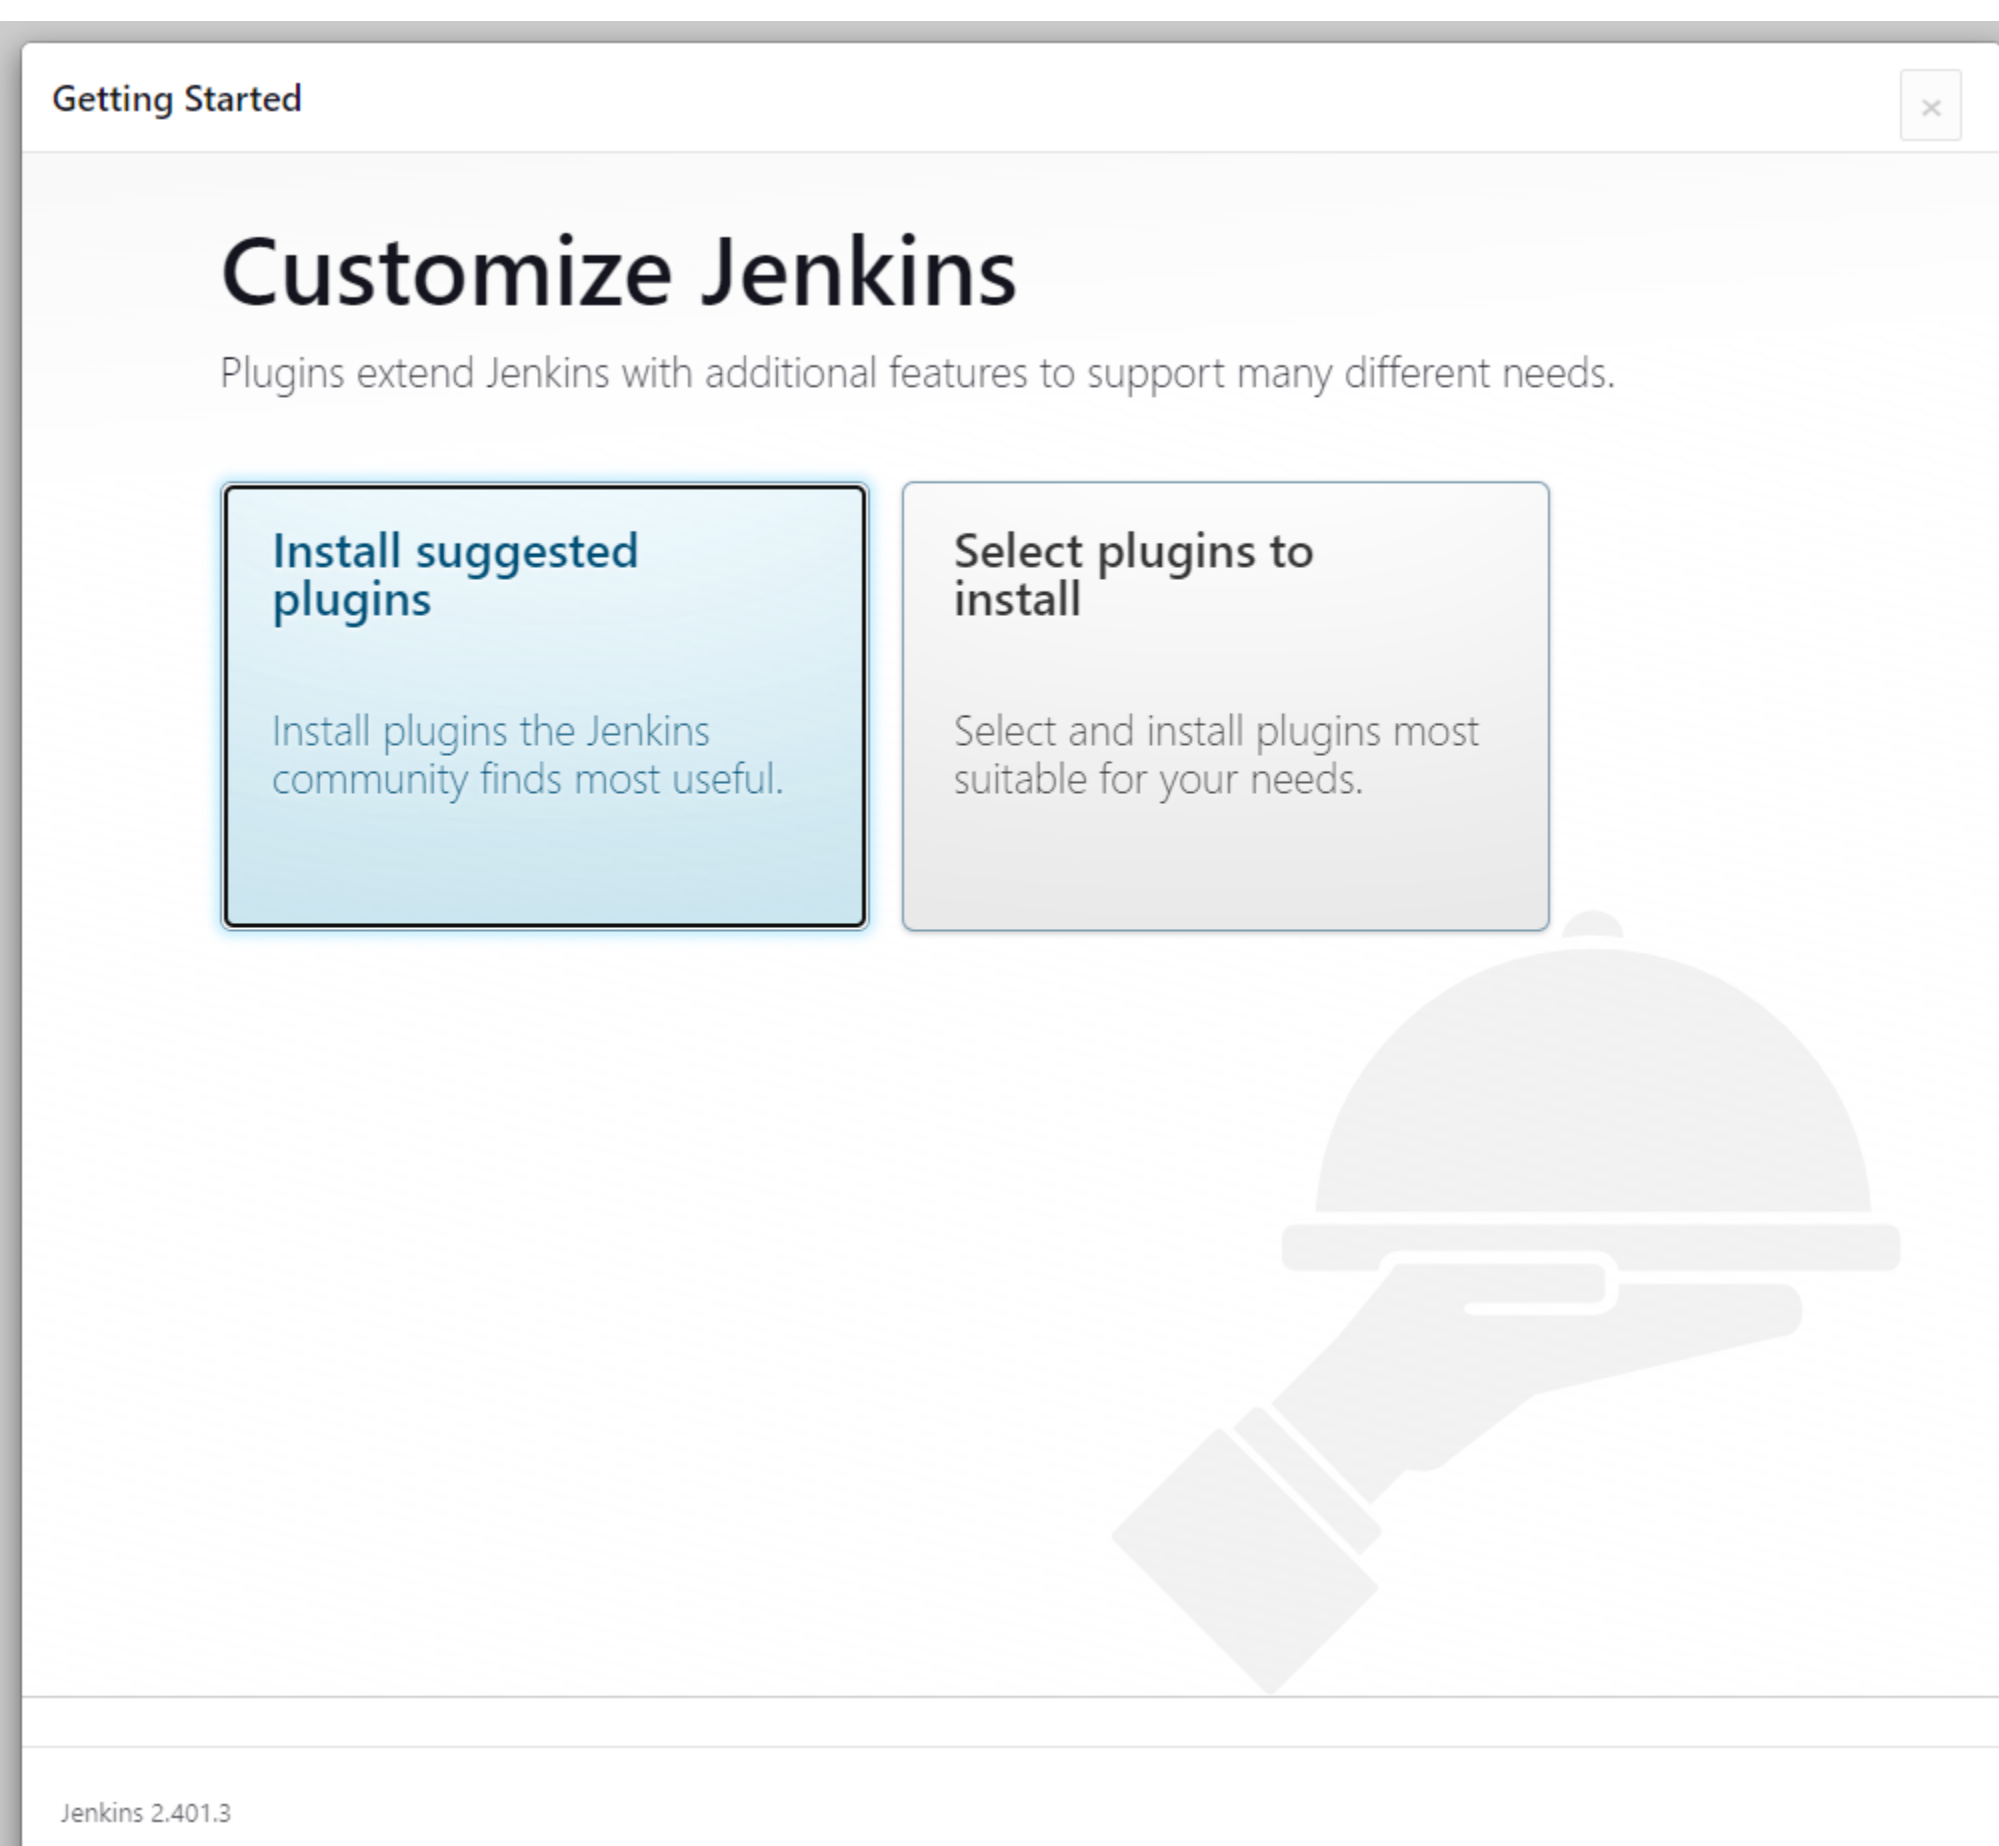 Getting Started
×
Customize Jenkins
Plugins extend Jenkins with additional features to support many different needs.
Install suggested
plugins
Install plugins the Jenkins
community finds most useful.
Select plugins to
install
Select and install plugins most
suitable for your needs.
Jenkins 2.401.3